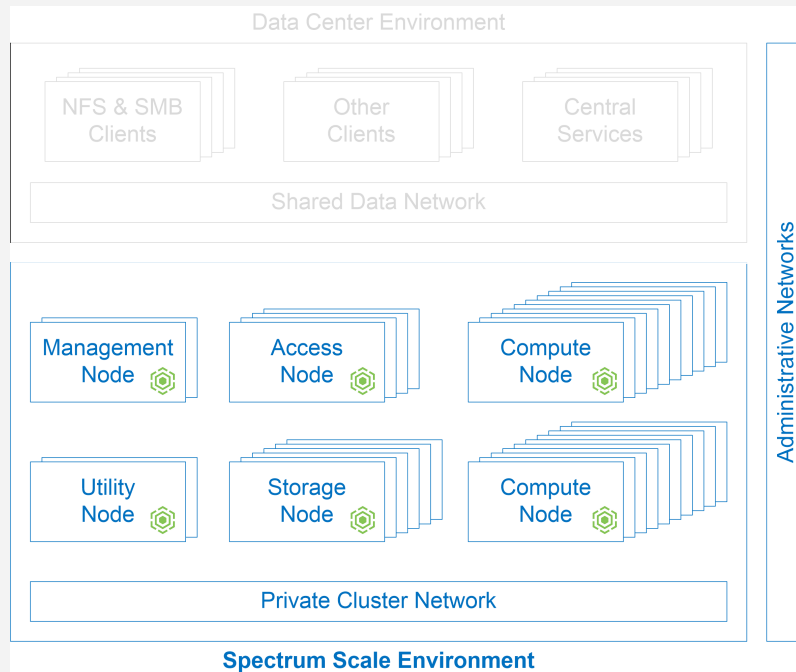 Data Center Environment
NFS & SMB
Clients
Other
Clients
Central
Services
Shared Data Network
Administrative Networks
Management
Node
Access
Node
Compute
Node
Utility
Node
Storage
Node
Compute
Node
Private Cluster Network
Spectrum Scale Environment